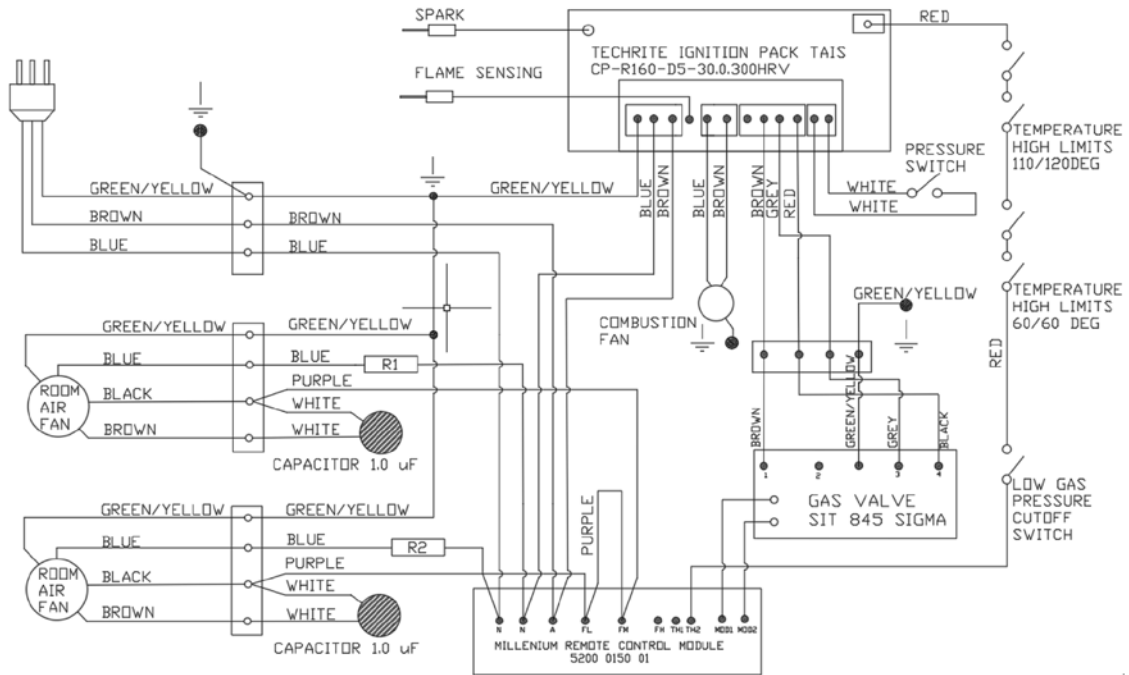 SPARK
RED
TECHRITE IGNITION PACK TAIS
CP-R160-D5-30.0.300HRV
FLAME SENSING
TEMPERATURE
HIGH LIMITS
110/120DEG
PRESSURE
SWITCH
GREEN/YELLOW
GREEN/YELLOW
BLUE
BROWN
BLUE
BROWN
BROWN
GREY
RED
WHITE
WHITE
BROWN
BROWN
BLUE
BLUE
GREEN/YELLOW
TEMPERATURE
HIGH LIMITS
60/60 DEG
COMBUSTION
FAN
RED
GREEN/YELLOW
GREEN/YELLOW
BLUE
BLUE
R1
PURPLE
ROOM
AIR
FAN
BLACK
WHITE
BROWN
WHITE
CAPACITOR 1.0 uF
BROWN
GREEN/YELLOW
GREY
BLACK
1
2
3
4
GAS VALVE
SIT 845 SIGMA
LOW GAS
PRESSURE
CUTOFF
SWITCH
GREEN/YELLOW
GREEN/YELLOW
BLUE
BLUE
R2
PURPLE
PURPLE
ROOM
AIR
FAN
BLACK
WHITE
BROWN
WHITE
CAPACITOR 1.0 uF
N
N
A
FL
FM
FH
TH1
TH2
MOD1
MOD2
MILLENIUM REMOTE CONTROL MODULE
5200 0150 01